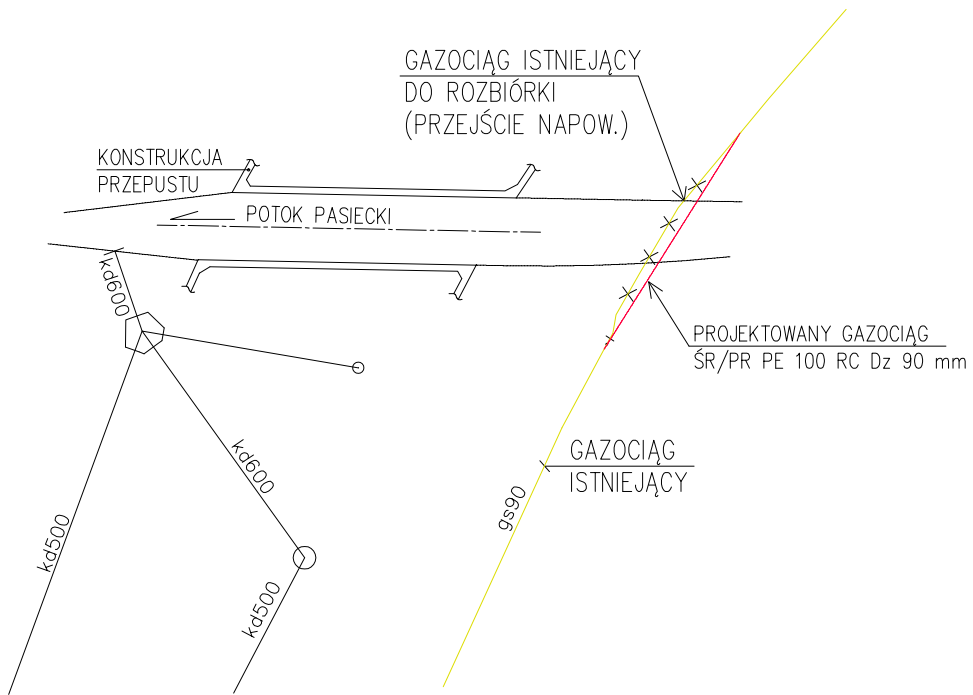 GAZOCIĄG ISTNIEJĄCY
DO ROZBIÓRKI
(PRZEJŚCIE NAPOW.)
KONSTRUKCJA
PRZEPUSTU
POTOK PASIECKI
kd600
PROJEKTOWANY GAZOCIĄG
ŚR/PR PE 100 RC Dz 90 mm
kd600
GAZOCIĄG
ISTNIEJĄCY
gs90
kd500
kd500